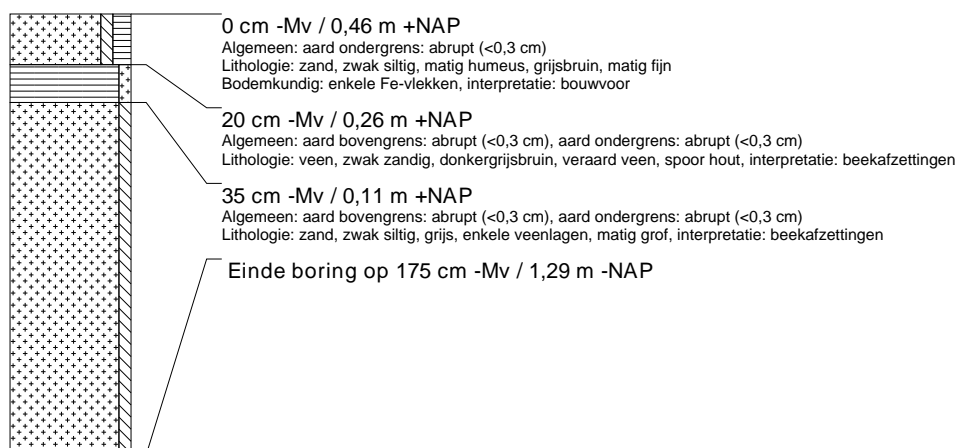 0 cm -Mv / 0,46 m +NAP
Algemeen: aard ondergrens: abrupt (<0,3 cm)
Lithologie: zand, zwak siltig, matig humeus, grijsbruin, matig fijn
Bodemkundig: enkele Fe-vlekken, interpretatie: bouwvoor
20 cm -Mv / 0,26 m +NAP
Algemeen: aard bovengrens: abrupt (<0,3 cm), aard ondergrens: abrupt (<0,3 cm)
Lithologie: veen, zwak zandig, donkergrijsbruin, veraard veen, spoor hout, interpretatie: beekafzettingen
35 cm -Mv / 0,11 m +NAP
Algemeen: aard bovengrens: abrupt (<0,3 cm), aard ondergrens: abrupt (<0,3 cm)
Lithologie: zand, zwak siltig, grijs, enkele veenlagen, matig grof, interpretatie: beekafzettingen
Einde boring op 175 cm -Mv / 1,29 m -NAP